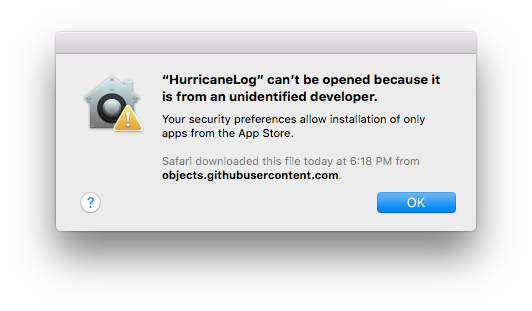 “HurricaneLog” can’t be opened because it
is from an unidentified developer.
Your security preferences allow installation of only
apps from the App Store.
Safari downloaded this file today at 6:18 PM from
objects.githubusercontent.com.
?
OK